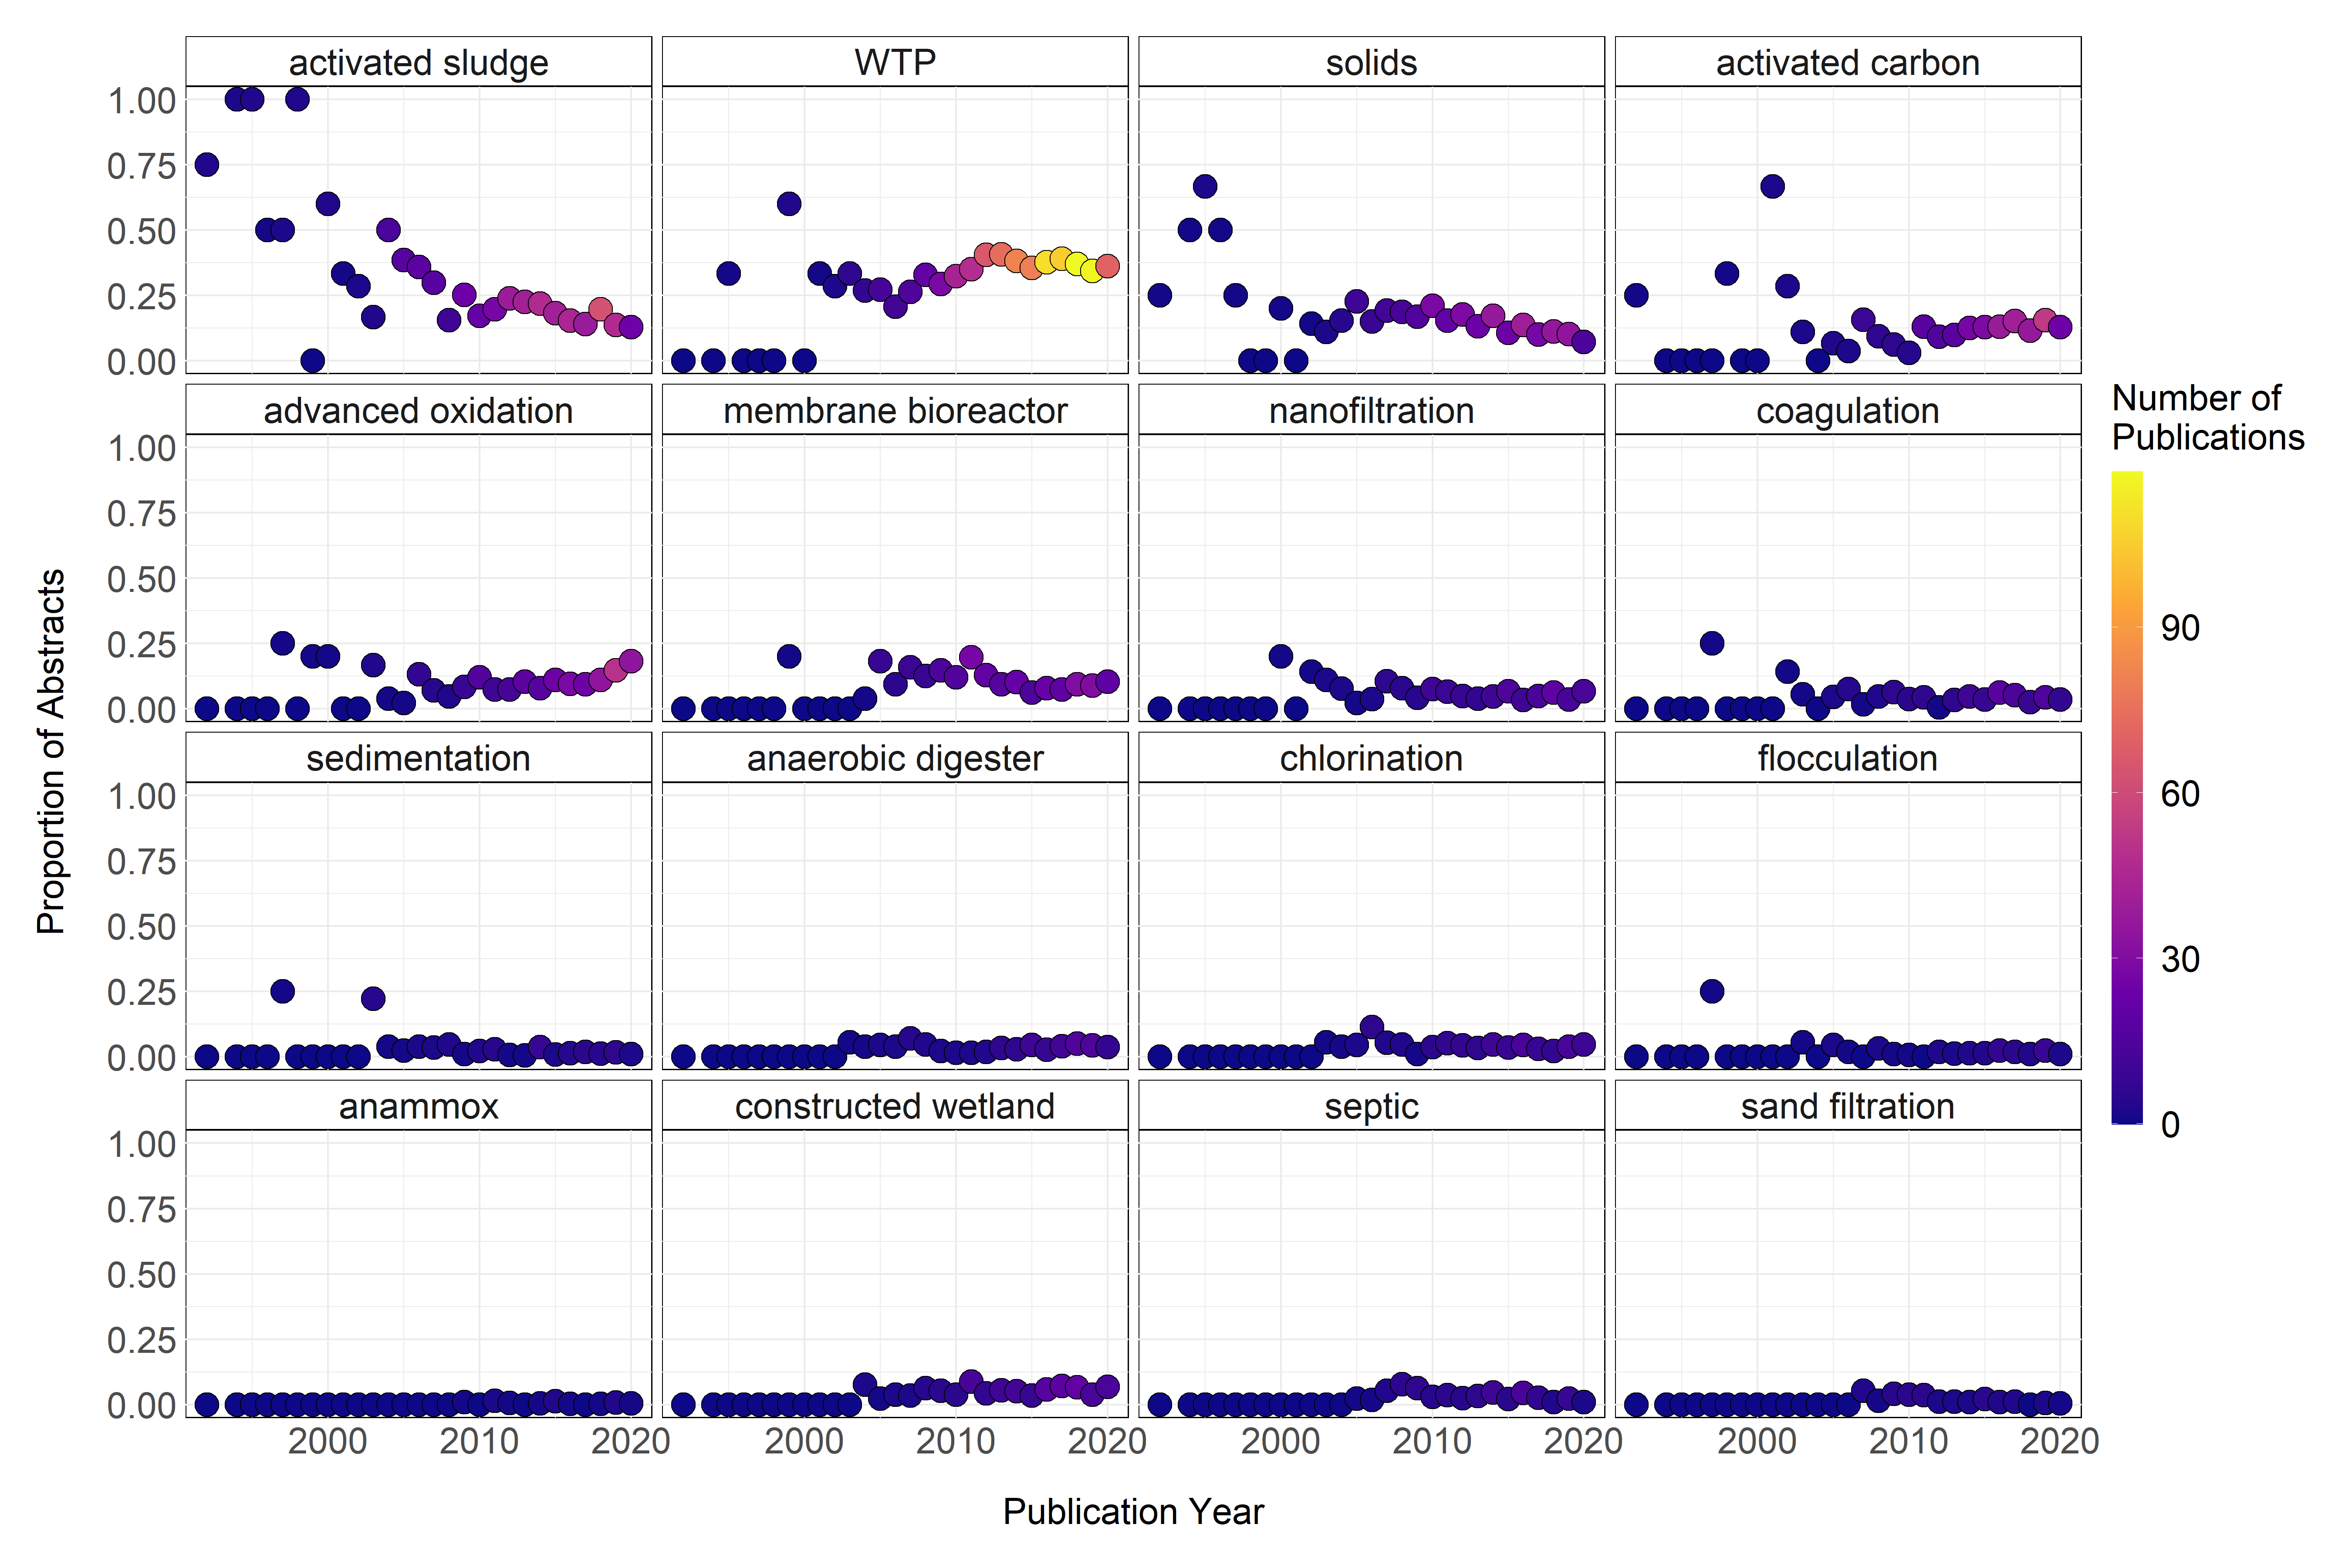 activated sludge WTP solids activated carbon
1.00
0.75
0.50
0.25
0.00
advanced oxidation membrane bioreactor nanofiltration coagulation
1.00
0.75
0.50
0.25
0.00
sedimentation anaerobic digester chlorination flocculation
1.00
0.75
0.50
0.25
0.00
anammox constructed wetland septic sand filtration
1.00
0.75
0.50
0.25
0.00
2000 2010 2020 2000 2010 2020 2000 2010 2020 2000 2010 2020
Publication Year
Proportion of Abstracts
Number of
Publications
90
60
30
0